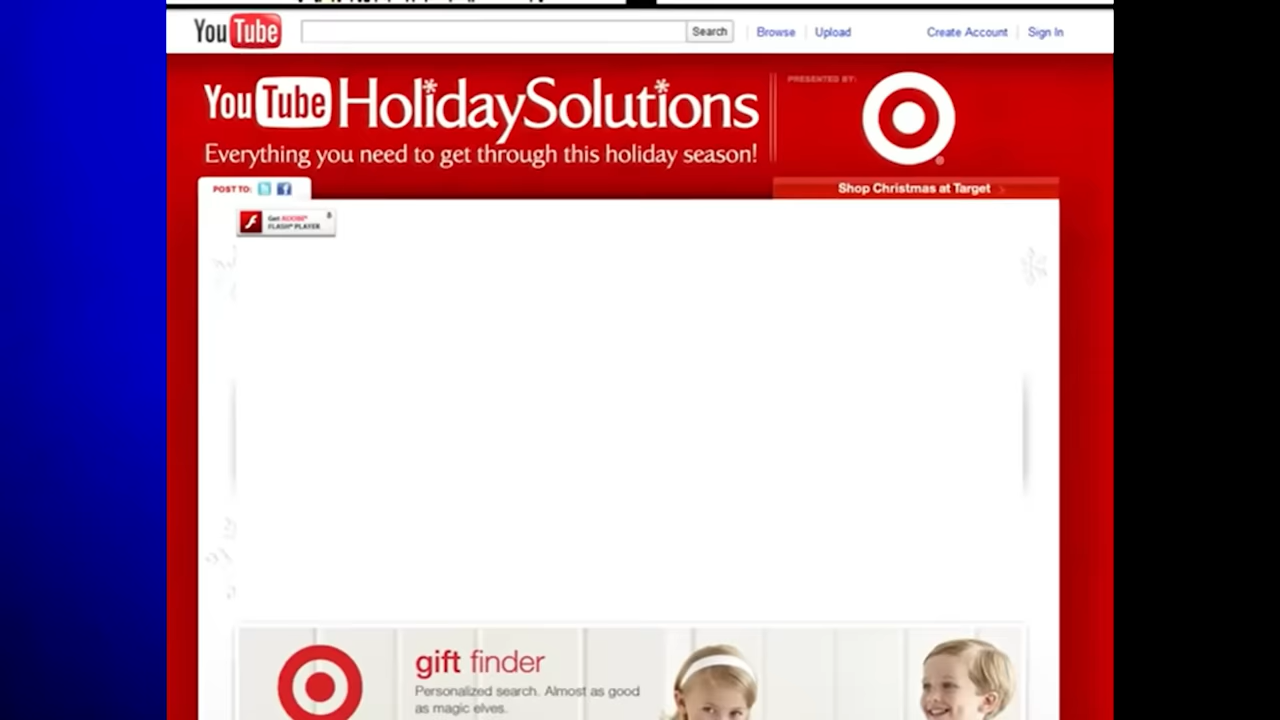 YouTube Search Browse Upload Create Account Sign In
YouTube HolidaySolutions
PRESENTED BY:
Everything you need to get through this holiday season!
POST TO:
Shop Christmas at Target
Get ADOBE®
FLASH® PLAYER
gift finder
Personalized search. Almost as good
as magic elves.